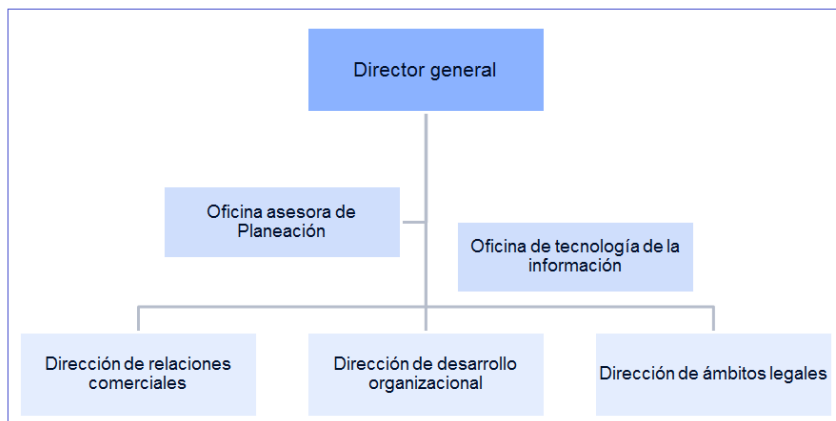 Director general
Oficina asesora de
Planeación
Oficina de tecnología de la
información
Dirección de relaciones
comerciales
Dirección de desarrollo
organizacional
Dirección de ámbitos legales